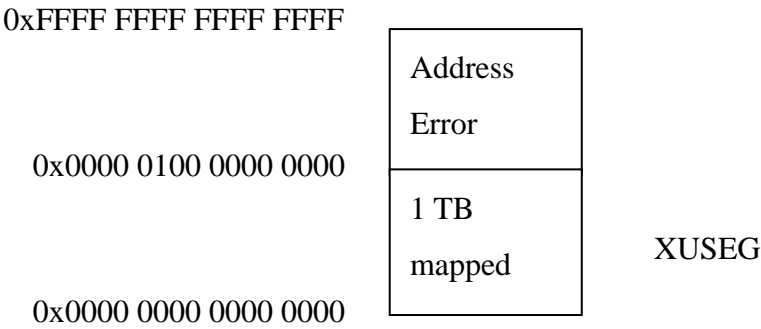 0xFFFF FFFF FFFF FFFF
Address
Error
0x0000 0100 0000 0000
1 TB
mapped
XUSEG
0x0000 0000 0000 0000